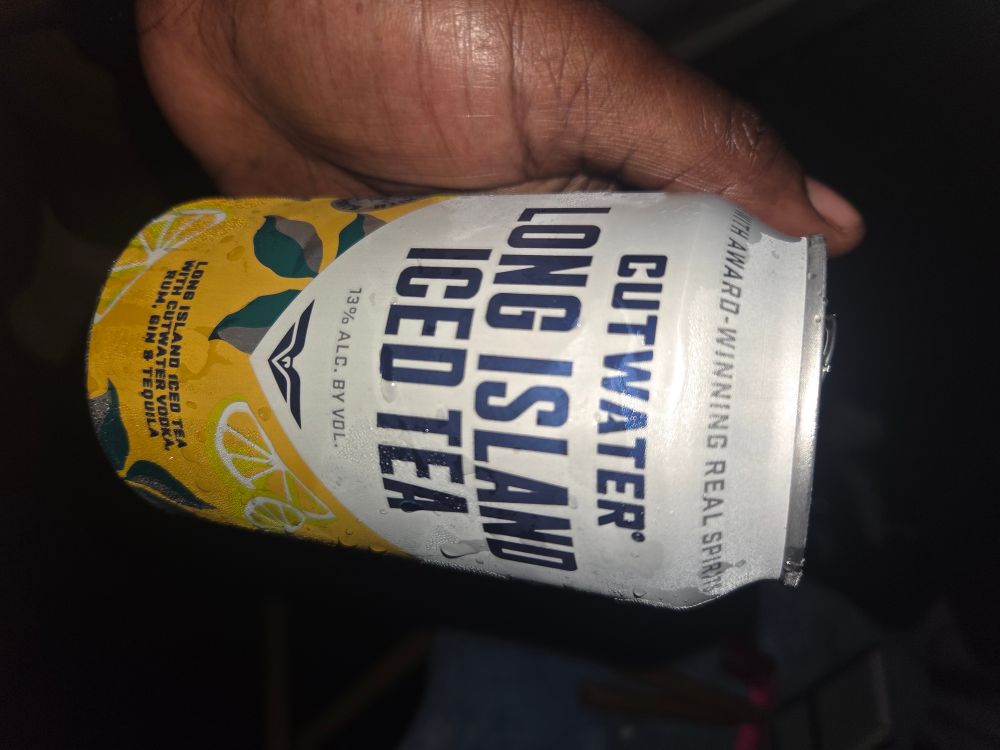 WITH AWARD-WINNING REAL SPIRITS
CUTWATER®
LONG ISLAND
ICED TEA
13% ALC. BY VOL.
LONG ISLAND ICED TEA
WITH CUTWATER VODKA,
RUM, GIN & TEQUILA